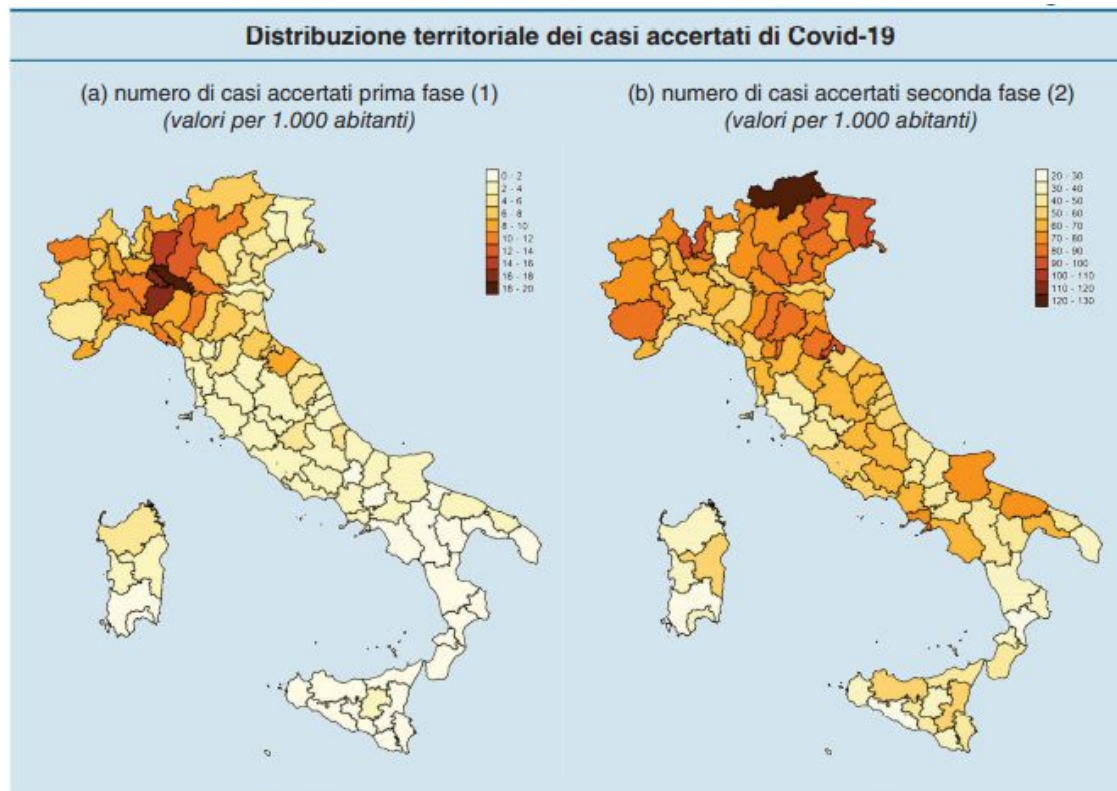 Distribuzione territoriale dei casi accertati di Covid-19
(a) numero di casi accertati prima fase (1)
(valori per 1.000 abitanti)
0 - 2
2 - 4
4 - 6
6 - 8
8 - 10
10 - 12
12 - 14
14 - 16
16 - 18
18 - 20
(b) numero di casi accertati seconda fase (2)
(valori per 1.000 abitanti)
20 - 30
30 - 40
40 - 50
50 - 60
60 - 70
70 - 80
80 - 90
90 - 100
100 - 110
110 - 120
120 - 130